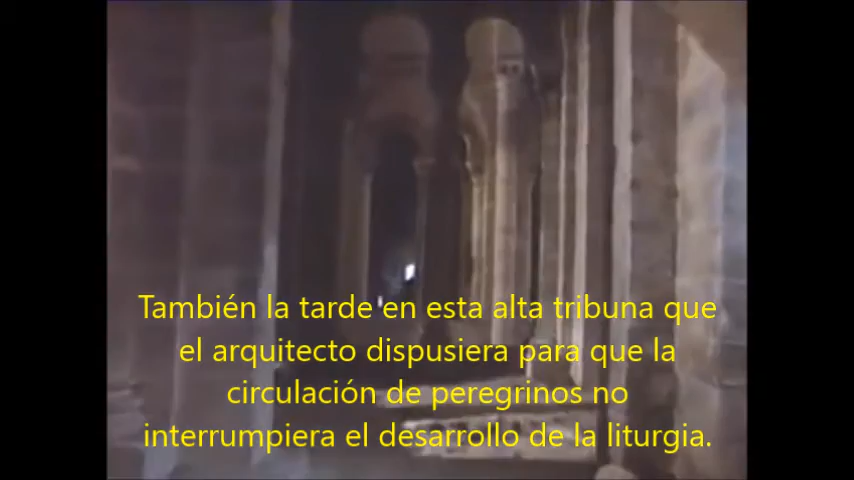 También la tarde en esta alta tribuna que
el arquitecto dispusiera para que la
circulación de peregrinos no
interrumpiera el desarrollo de la liturgia.